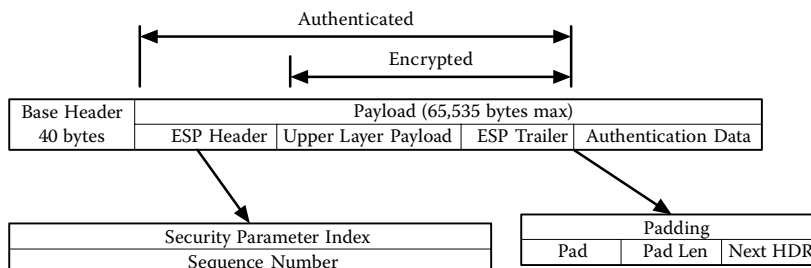 Authenticated
Encrypted
Base Header
40 bytes
Payload (65,535 bytes max)
ESP Header
Upper Layer Payload
ESP Trailer
Authentication Data
Security Parameter Index
Sequence Number
Padding
Pad
Pad Len
Next HDR